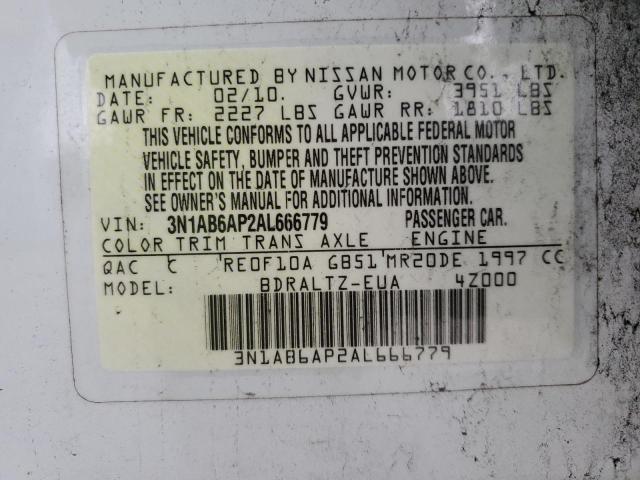 MANUFACTURED BY NISSAN MOTOR CO., LTD.
DATE: 02/10. GVWR: 3951 LBS
GAWR FR: 2227 LBS GAWR RR: 1810 LBS
THIS VEHICLE CONFORMS TO ALL APPLICABLE FEDERAL MOTOR
VEHICLE SAFETY, BUMPER AND THEFT PREVENTION STANDARDS
IN EFFECT ON THE DATE OF MANUFACTURE SHOWN ABOVE.
SEE OWNER'S MANUAL FOR ADDITIONAL INFORMATION.
VIN: 3N1AB6AP2AL666779 PASSENGER CAR.
COLOR TRIM TRANS AXLE ENGINE
QAC C RE0F10A GB51 MR20DE 1997 CC
MODEL: BDRALTZ-EUA 4Z000
3N1AB6AP2AL666779